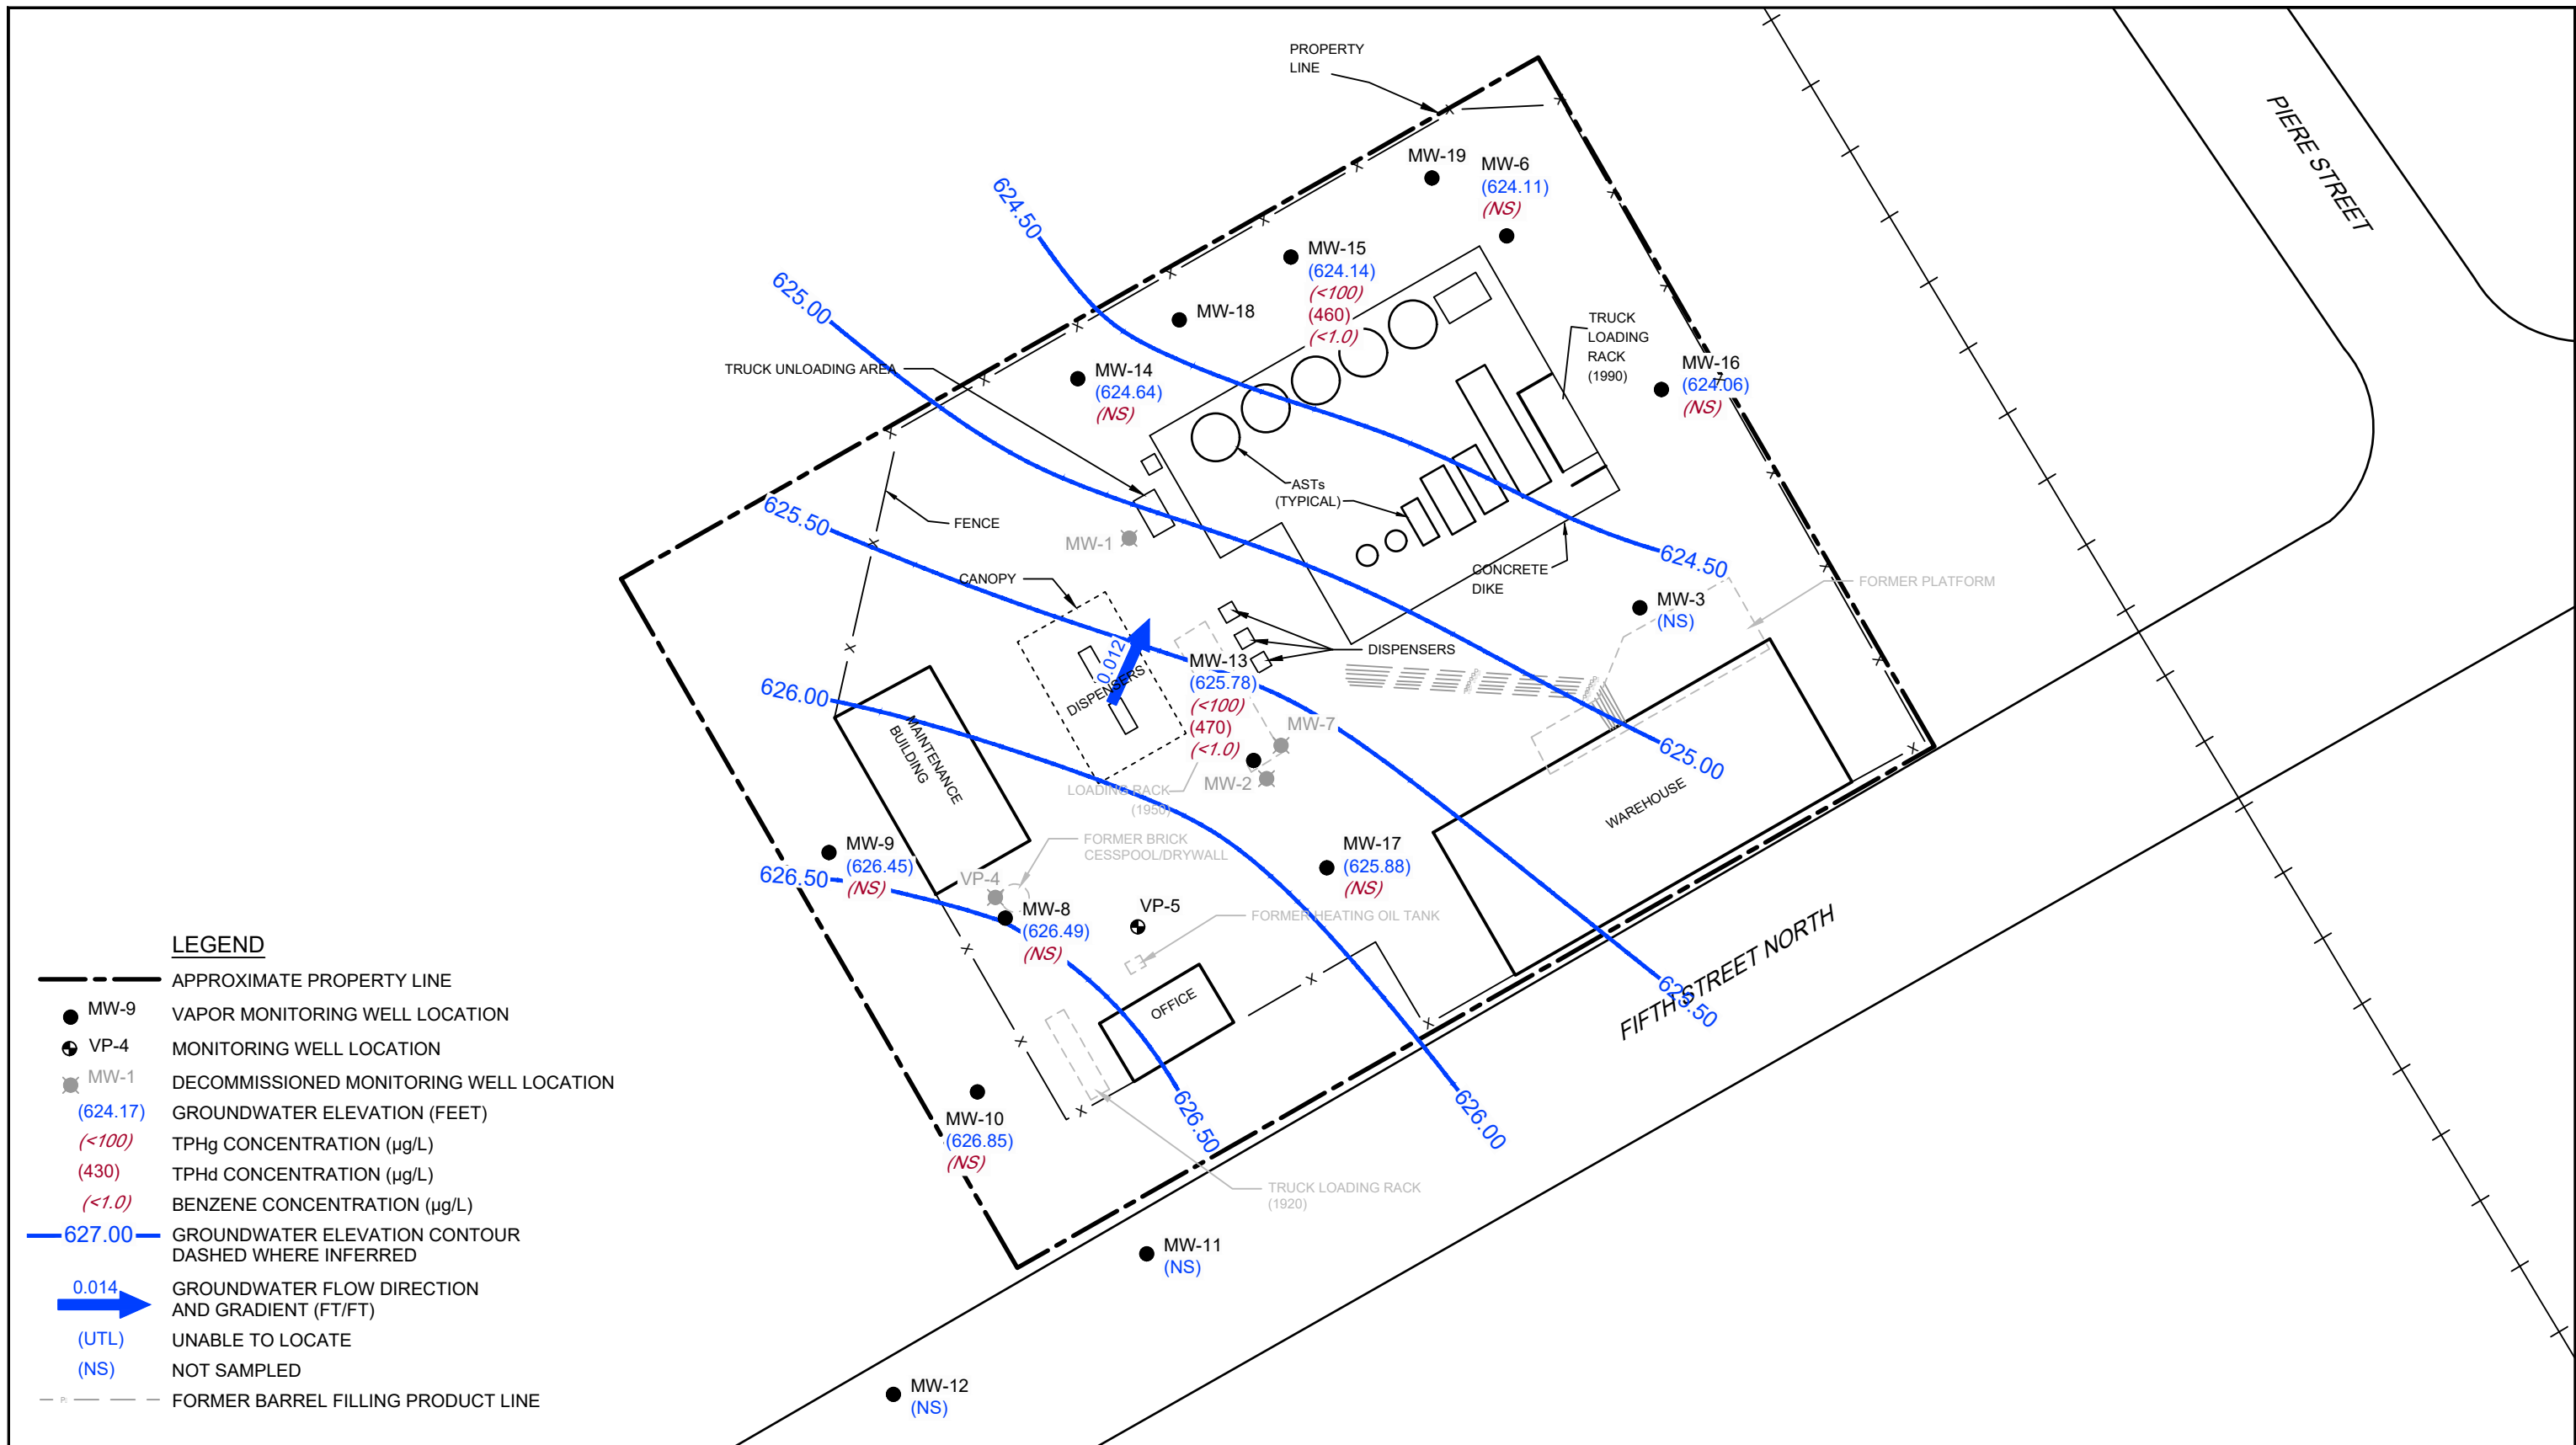 PROPERTY
LINE
PIERE STREET
MW-19
MW-6
(624.11)
(NS)
624.50
MW-15
(624.14)
(<100)
(460)
(<1.0)
625.00
MW-18
TRUCK
LOADING
RACK
(1990)
TRUCK UNLOADING AREA
MW-14
(624.64)
(NS)
MW-16
(624.06)
(NS)
ASTs
(TYPICAL)
625.50
FENCE
MW-1
CANOPY
CONCRETE
DIKE
624.50
FORMER PLATFORM
MW-3
(NS)
0.012
DISPENSERS
DISPENSERS
MW-13
(625.78)
(<100)
(470)
(<1.0)
626.00
MAINTENANCE
BUILDING
MW-7
MW-2
LOADING RACK
(1950)
625.00
WAREHOUSE
FORMER BRICK
CESSPOOL/DRYWALL
MW-9
(626.45)
(NS)
626.50
VP-4
MW-17
(625.88)
(NS)
MW-8
(626.49)
(NS)
VP-5
FORMER HEATING OIL TANK
OFFICE
FIFTH STREET NORTH
625.50
MW-10
(626.85)
(NS)
626.50
626.00
TRUCK LOADING RACK
(1920)
MW-11
(NS)
MW-12
(NS)
LEGEND
APPROXIMATE PROPERTY LINE
MW-9 VAPOR MONITORING WELL LOCATION
VP-4 MONITORING WELL LOCATION
MW-1 DECOMMISSIONED MONITORING WELL LOCATION
(624.17) GROUNDWATER ELEVATION (FEET)
(<100) TPHg CONCENTRATION (µg/L)
(430) TPHd CONCENTRATION (µg/L)
(<1.0) BENZENE CONCENTRATION (µg/L)
627.00 GROUNDWATER ELEVATION CONTOUR
DASHED WHERE INFERRED
0.014 GROUNDWATER FLOW DIRECTION
AND GRADIENT (FT/FT)
(UTL) UNABLE TO LOCATE
(NS) NOT SAMPLED
FORMER BARREL FILLING PRODUCT LINE